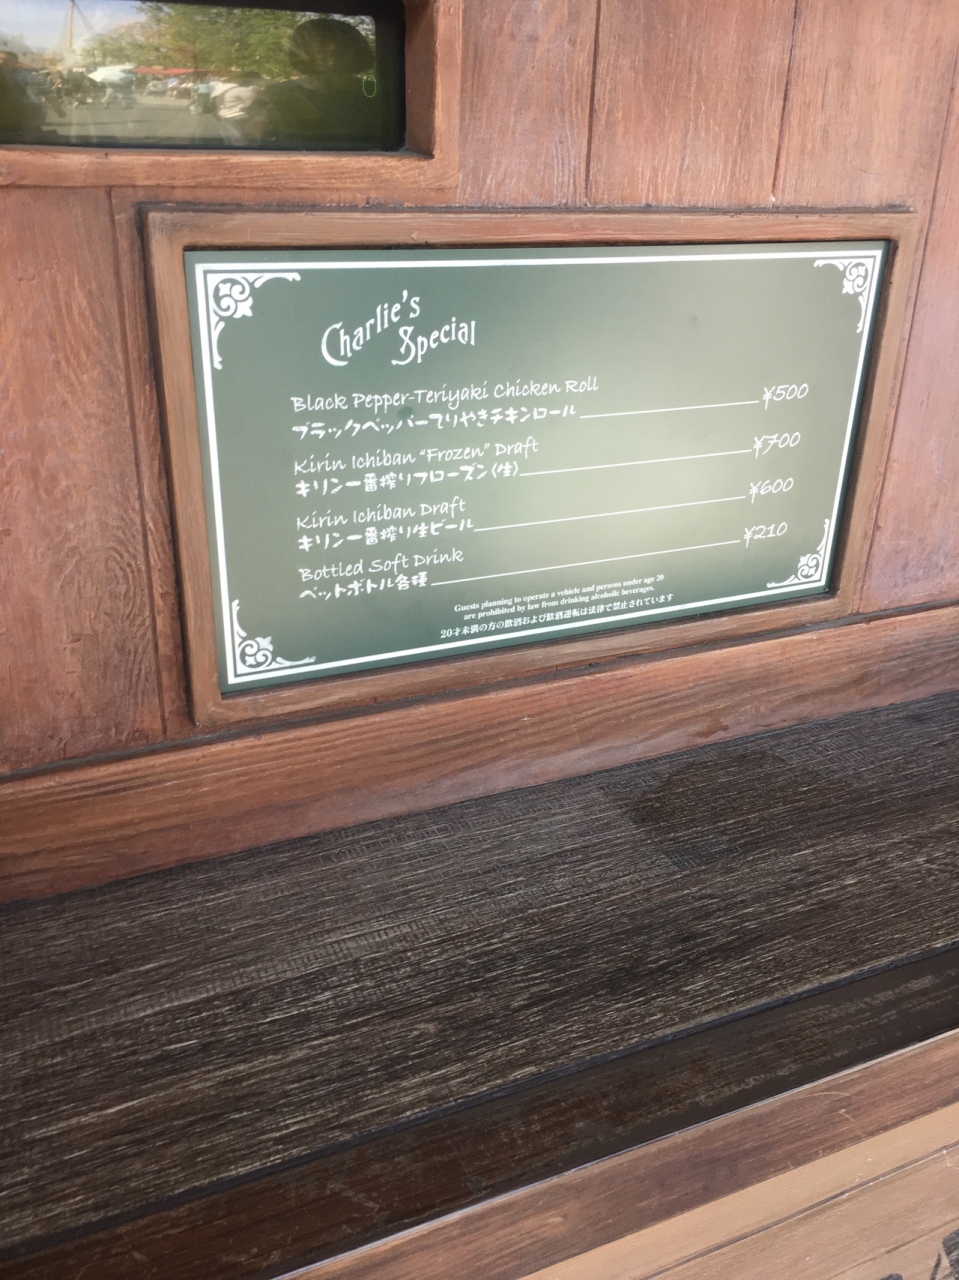 Charlie's
Special
Black Pepper-Teriyaki Chicken Roll
ブラックペッパーてりやきチキンロール ¥500
Kirin Ichiban "Frozen" Draft
キリン一番搾りフローズン〈生〉 ¥700
Kirin Ichiban Draft
キリン一番搾り生ビール ¥600
Bottled Soft Drink
ペットボトル各種 ¥210
Guests planning to operate a vehicle and persons under age 20
are prohibited by law from drinking alcoholic beverages.
20才未満の方の飲酒および飲酒運転は法律で禁止されています